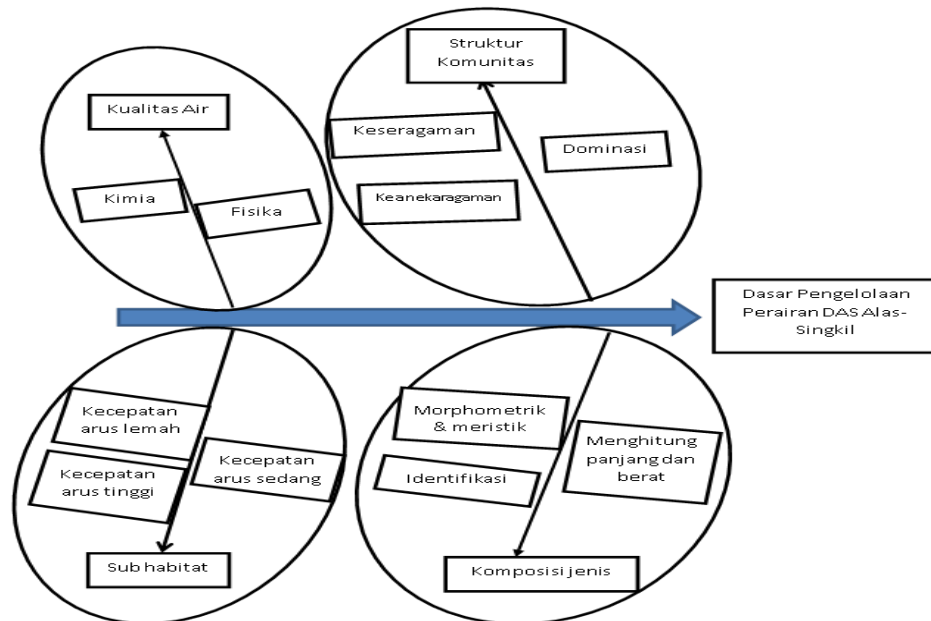 Struktur
Komunitas
Kualitas Air
Keseragaman
Dominasi
Kimia
Fisika
Keanekaragaman
Dasar Pengelolaan
Perairan DAS Alas-
Singkil
Kecepatan
arus lemah
Kecepatan
arus tinggi
Kecepatan
arus sedang
Sub habitat
Morphometrik
& meristik
Menghitung
panjang dan
berat
Identifikasi
Komposisi jenis